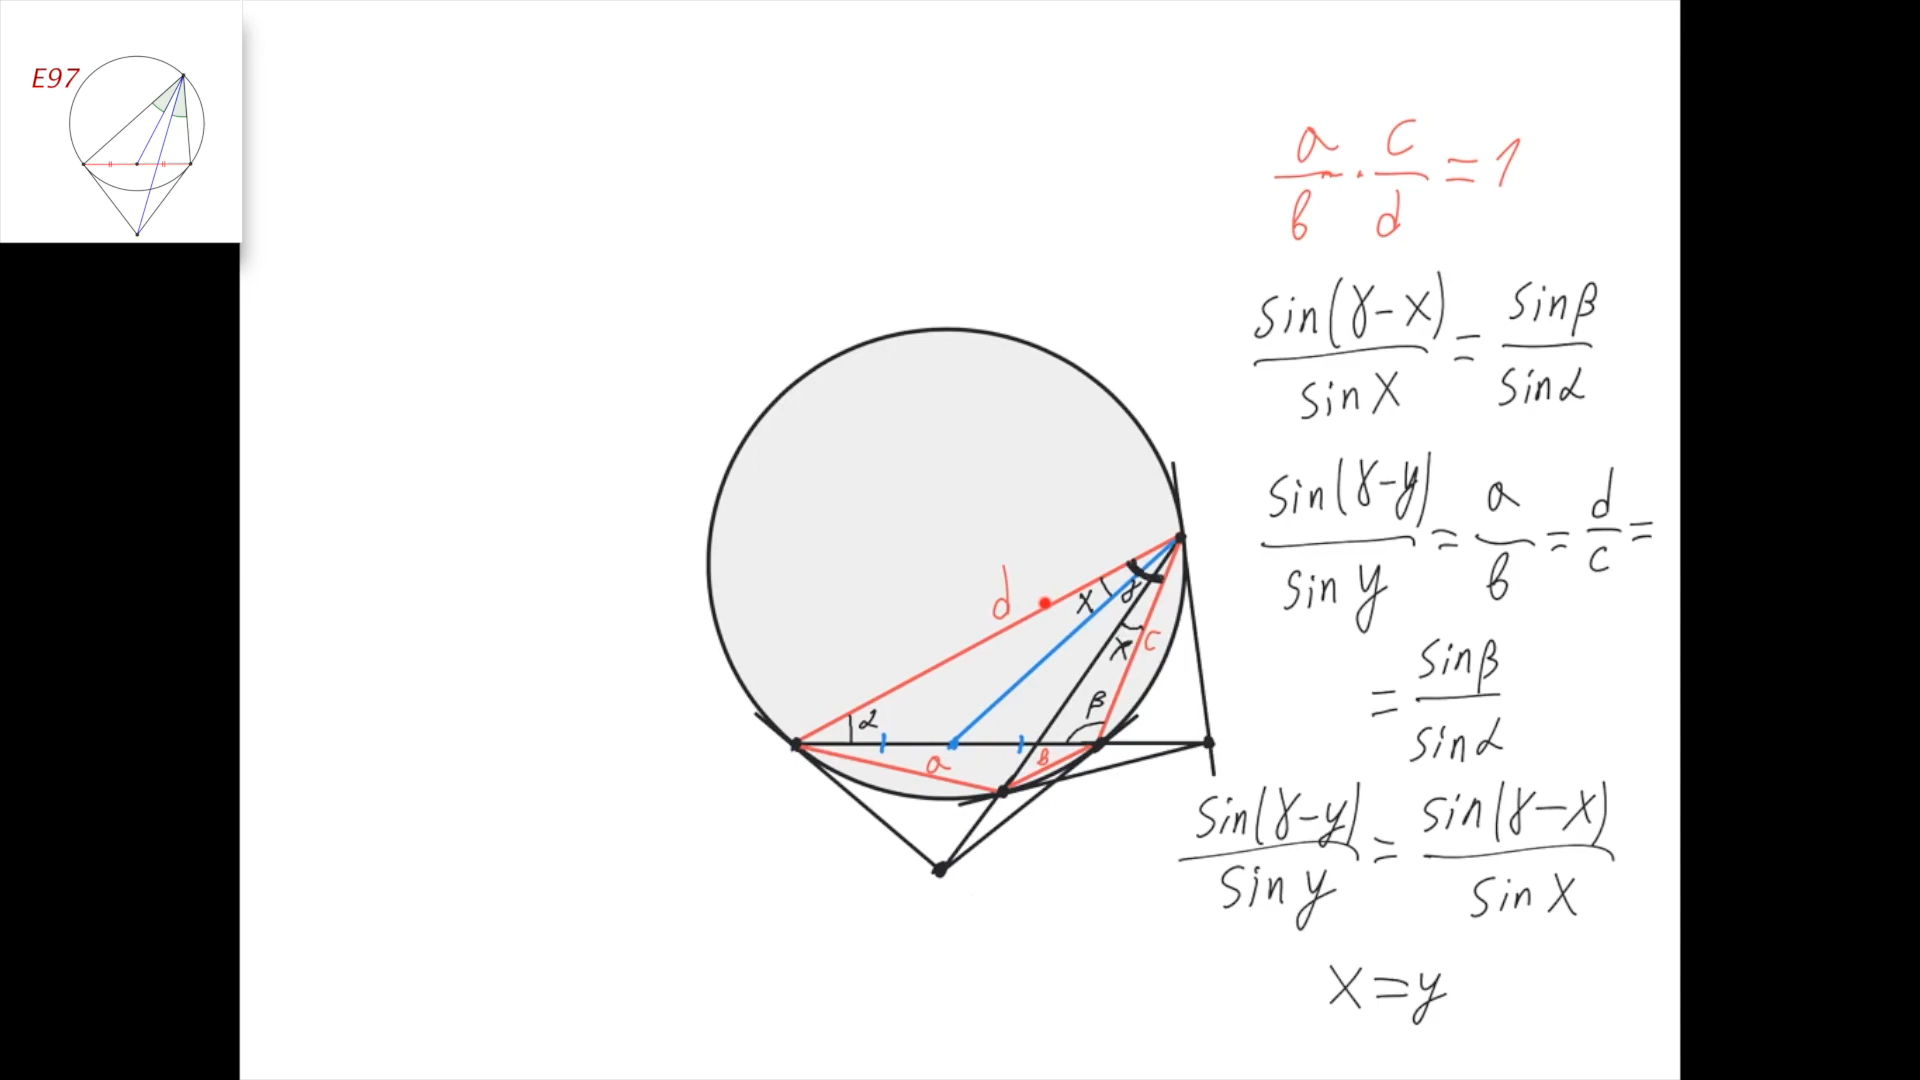 E97
a/b · c/d = 1
sin(γ-x)/sin x = sinβ/sinα
sin(γ-y)/sin y = a/b = d/c =
= sinβ/sinα
sin(γ-y)/sin y = sin(γ-x)/sin x
x=y
d
x
γ
x
c
α
β
a
b